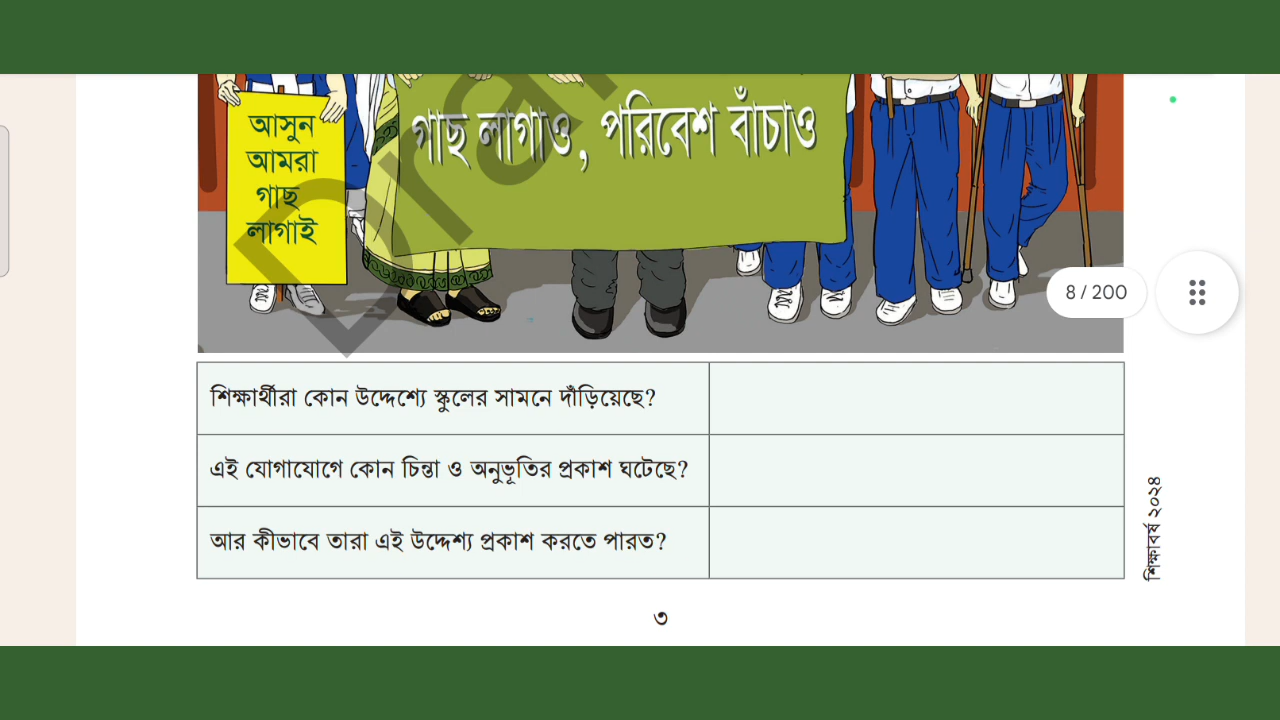 আসুন
আমরা
গাছ
লাগাই
গাছ লাগাও, পরিবেশ বাঁচাও
8 / 200
শিক্ষার্থীরা কোন উদ্দেশ্যে স্কুলের সামনে দাঁড়িয়েছে?
এই যোগাযোগে কোন চিন্তা ও অনুভূতির প্রকাশ ঘটেছে?
আর কীভাবে তারা এই উদ্দেশ্য প্রকাশ করতে পারত?
শিক্ষাবর্ষ ২০২৪
৩